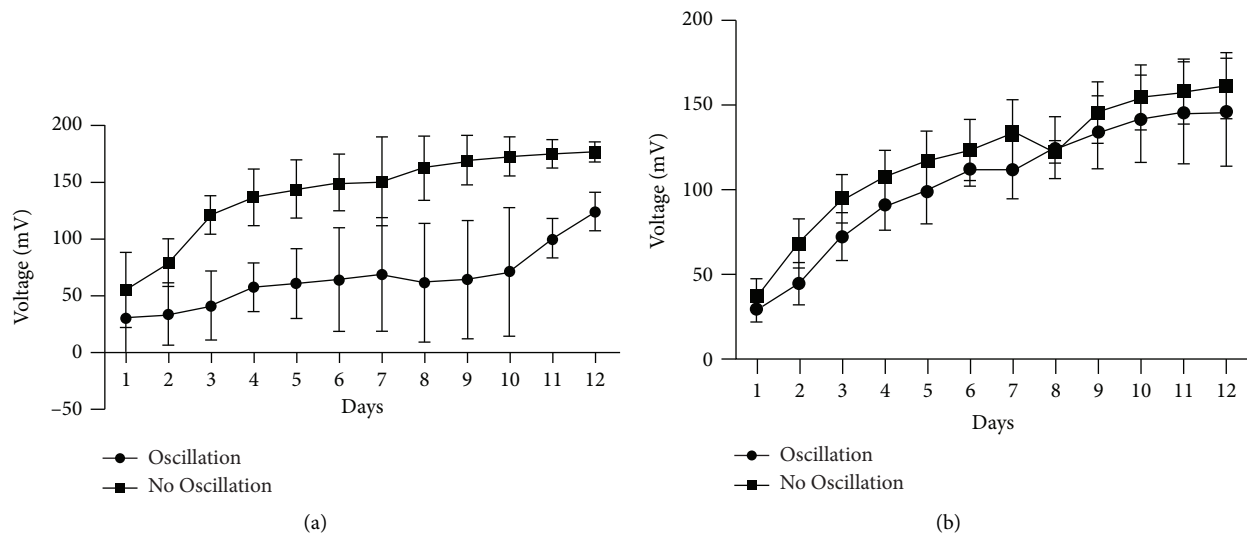 200
150
100
50
0
–50
Voltage (mV)
1 2 3 4 5 6 7 8 9 10 11 12
Days
Oscillation
No Oscillation
(a)
200
150
100
50
0
Voltage (mV)
1 2 3 4 5 6 7 8 9 10 11 12
Days
Oscillation
No Oscillation
(b)